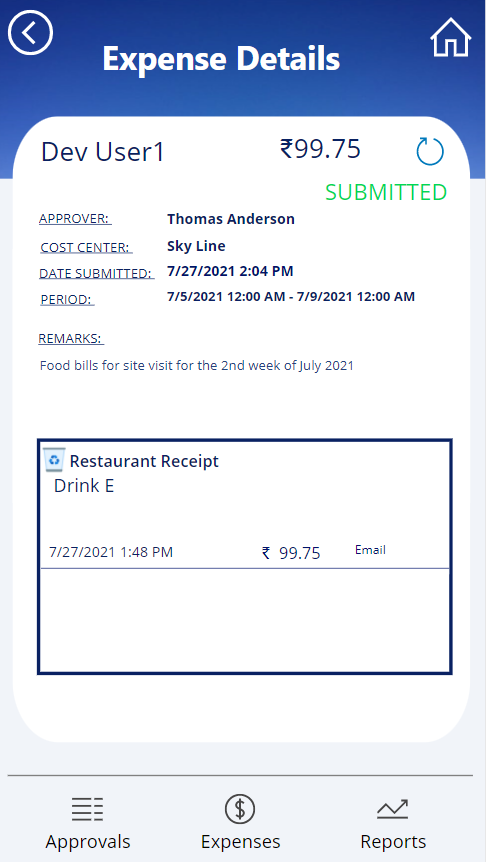 Expense Details
Dev User1 ₹99.75
SUBMITTED
APPROVER: Thomas Anderson
COST CENTER: Sky Line
DATE SUBMITTED: 7/27/2021 2:04 PM
PERIOD: 7/5/2021 12:00 AM - 7/9/2021 12:00 AM
REMARKS:
Food bills for site visit for the 2nd week of July 2021
Restaurant Receipt
Drink E
7/27/2021 1:48 PM ₹ 99.75 Email
Approvals Expenses Reports